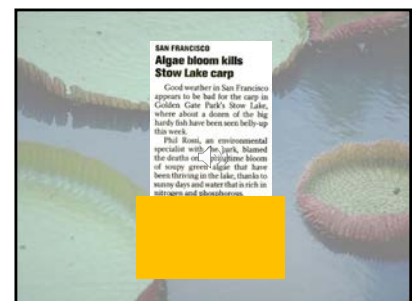 SAN FRANCISCO
Algae bloom kills
Stow Lake carp
Good weather in San Francisco
appears to be bad for the carp in
Golden Gate Park's Stow Lake,
where about a dozen of the big
hardy fish have been seen belly-up
this week.
Phil Rossi, an environmental
specialist with the park, blamed
the deaths on springtime bloom
of soupy green algae that have
been thriving in the lake, thanks to
sunny days and water that is rich in
nitrogen and phosphorous.